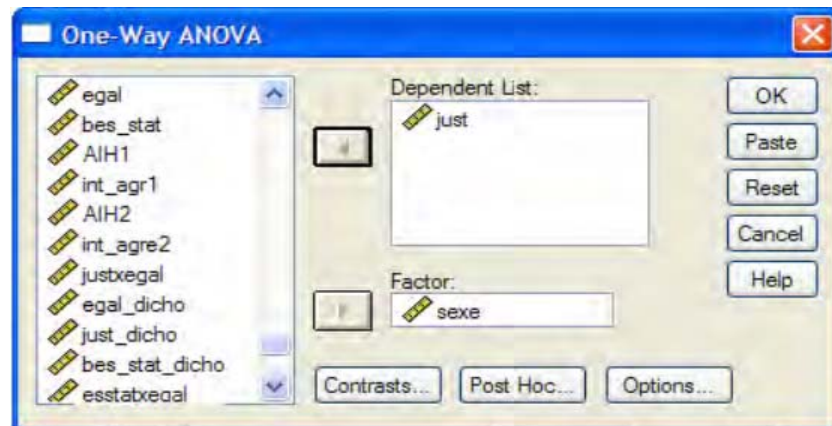 One-Way ANOVA
egal
bes_stat
AIH1
int_agr1
AIH2
int_agre2
justxegal
egal_dicho
just_dicho
bes_stat_dicho
esstatxegal
Dependent List:
just
Factor:
sexe
Contrasts...
Post Hoc...
Options...
OK
Paste
Reset
Cancel
Help